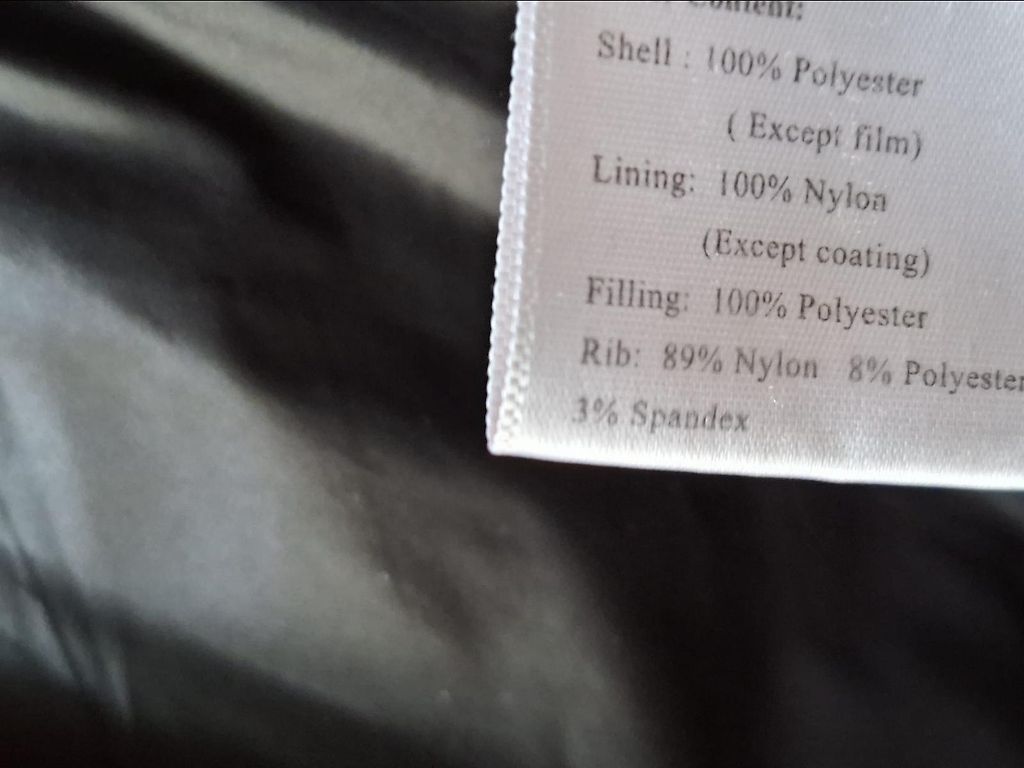 Content:
Shell : 100% Polyester
( Except film)
Lining: 100% Nylon
(Except coating)
Filling: 100% Polyester
Rib: 89% Nylon 8% Polyester
3% Spandex